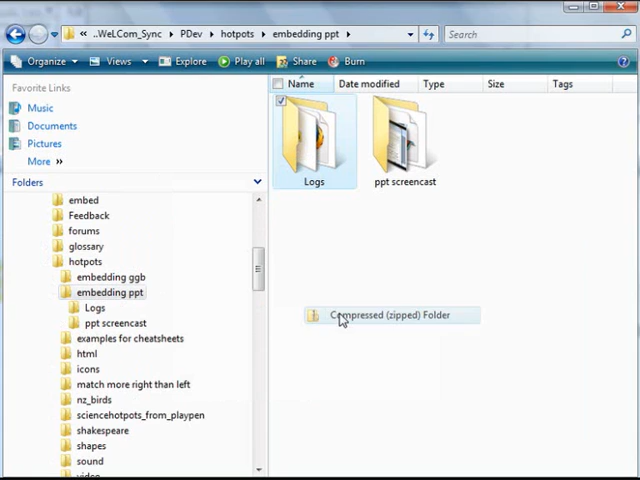 « ..WeLCom_Sync ▸ PDev ▸ hotpots ▸ embedding ppt ▸ Search
Organize Views Explore Play all Share Burn
Favorite Links
Music
Documents
Pictures
More »
Folders
embed
Feedback
forums
glossary
hotpots
embedding ggb
embedding ppt
Logs
ppt screencast
examples for cheatsheets
html
icons
match more right than left
nz_birds
sciencehotpots_from_playpen
shakespeare
shapes
sound
video
Name Date modified Type Size Tags
Logs ppt screencast
Compressed (zipped) Folder